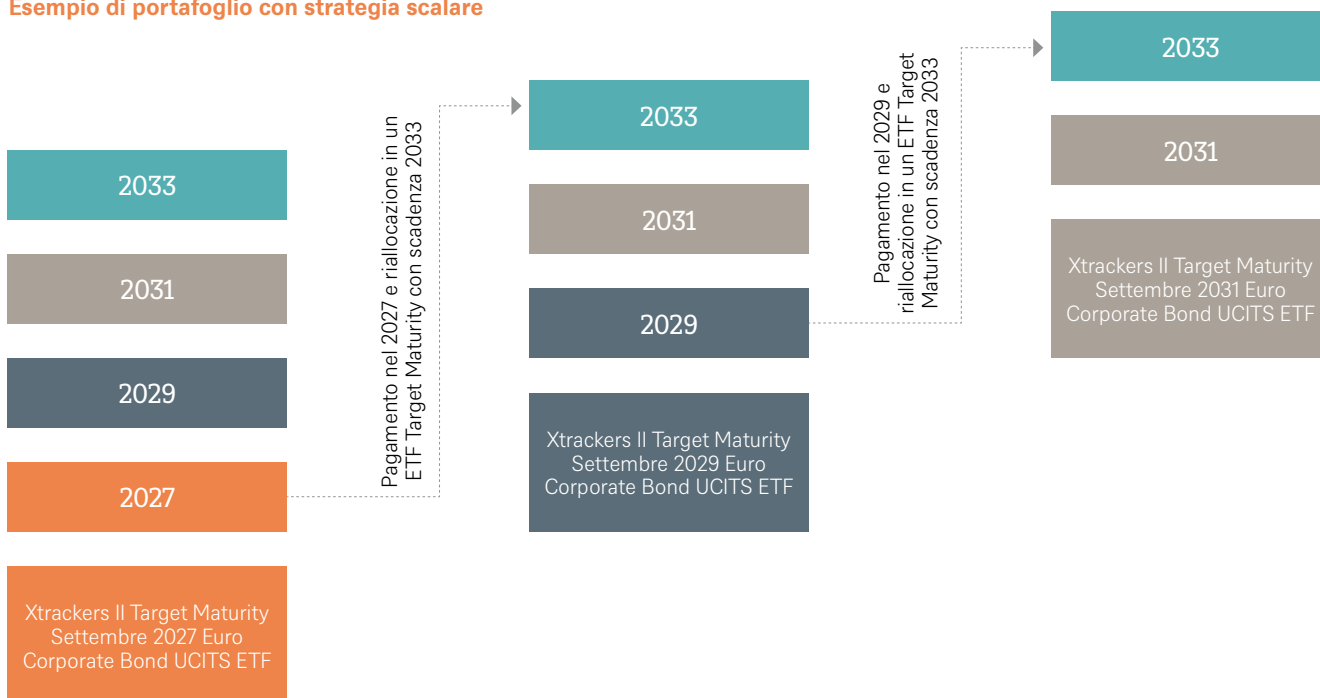 Esempio di portafoglio con strategia scalare
2033
2031
2029
2027
Xtrackers II Target Maturity
Settembre 2027 Euro
Corporate Bond UCITS ETF
Pagamento nel 2027 e riallocazione in un
ETF Target Maturity con scadenza 2033
2033
2031
2029
Xtrackers II Target Maturity
Settembre 2029 Euro
Corporate Bond UCITS ETF
Pagamento nel 2029 e
riallocazione in un ETF Target
Maturity con scadenza 2033
2033
2031
Xtrackers II Target Maturity
Settembre 2031 Euro
Corporate Bond UCITS ETF